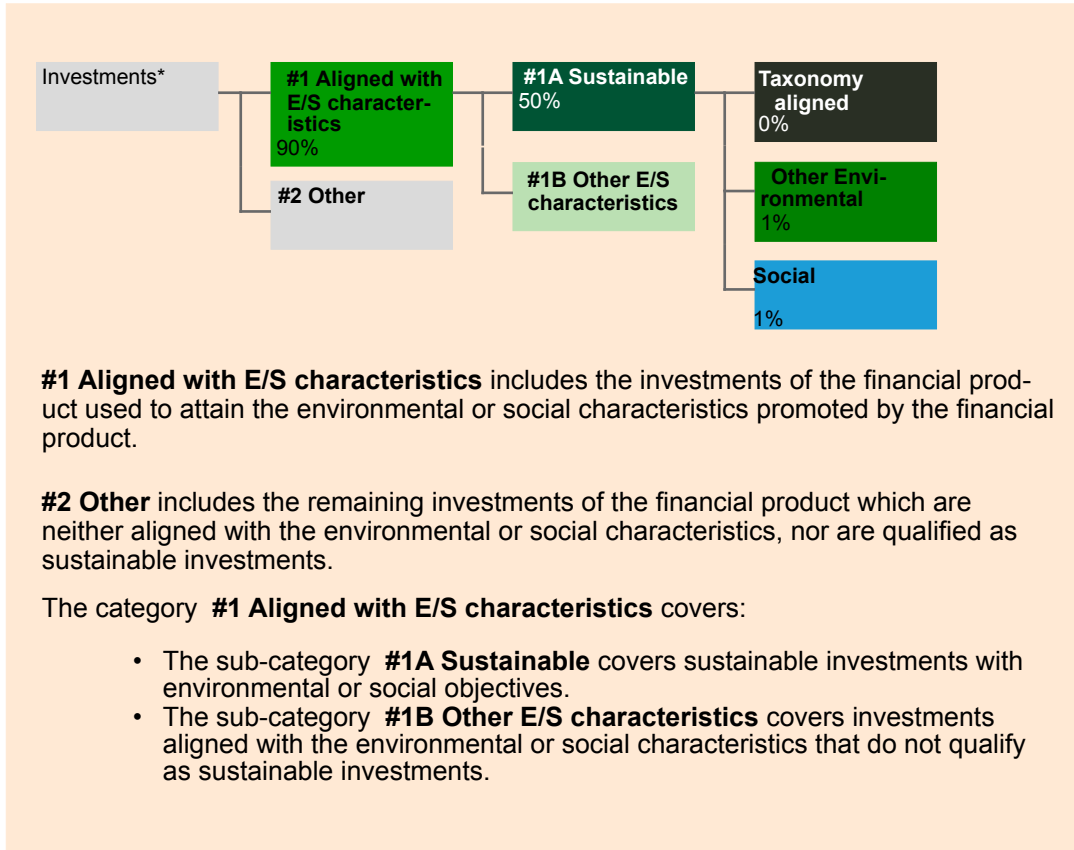 Investments*
#1 Aligned with
E/S character-
istics
90%
#2 Other
#1A Sustainable
50%
#1B Other E/S
characteristics
Taxonomy
aligned
0%
Other Envi-
ronmental
1%
Social
1%
#1 Aligned with E/S characteristics includes the investments of the financial prod-
uct used to attain the environmental or social characteristics promoted by the financial
product.
#2 Other includes the remaining investments of the financial product which are
neither aligned with the environmental or social characteristics, nor are qualified as
sustainable investments.
The category #1 Aligned with E/S characteristics covers:
• The sub-category #1A Sustainable covers sustainable investments with
environmental or social objectives.
• The sub-category #1B Other E/S characteristics covers investments
aligned with the environmental or social characteristics that do not qualify
as sustainable investments.